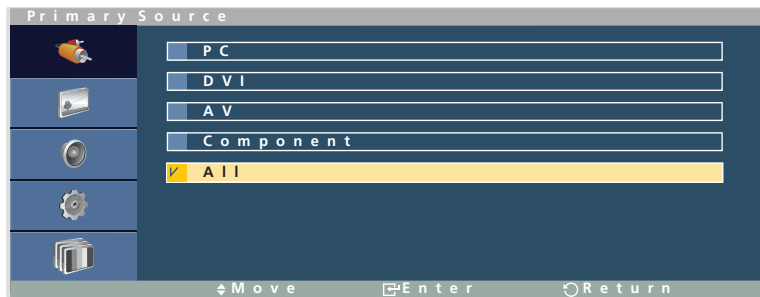 Primary Source
PC
DVI
AV
Component
All
Move Enter Return